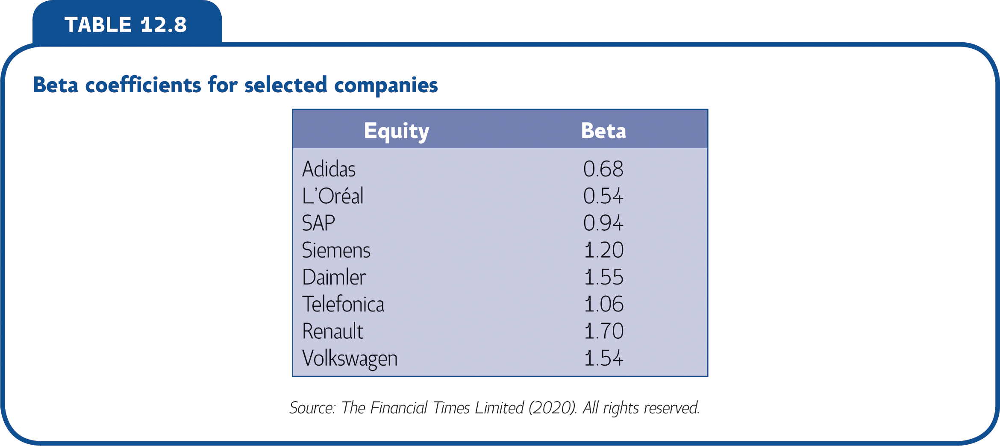 TABLE 12.8
Beta coefficients for selected companies
Equity Beta
Adidas 0.68
L’Oréal 0.54
SAP 0.94
Siemens 1.20
Daimler 1.55
Telefonica 1.06
Renault 1.70
Volkswagen 1.54
Source: The Financial Times Limited (2020). All rights reserved.